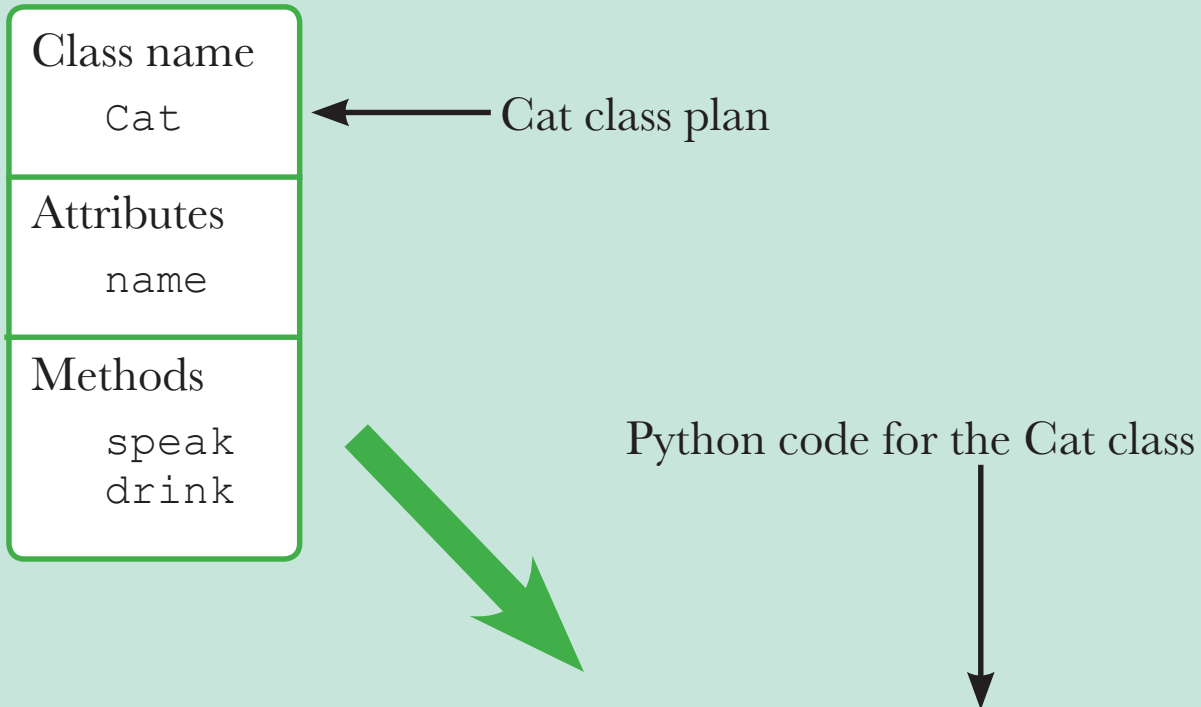 Class name
Cat
Cat class plan
Attributes
name
Methods
speak
drink
Python code for the Cat class